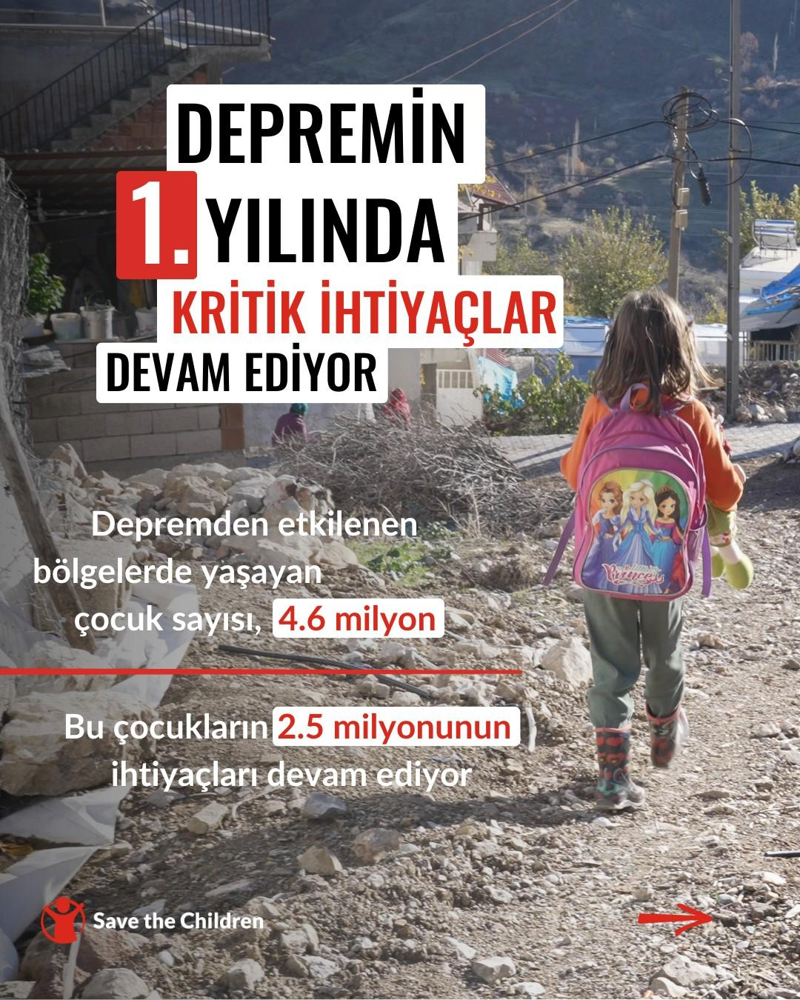 DEPREMİN
1. YILINDA
KRİTİK İHTİYAÇLAR
DEVAM EDİYOR
Depremden etkilenen
bölgelerde yaşayan
çocuk sayısı, 4.6 milyon
Bu çocukların 2.5 milyonunun
ihtiyaçları devam ediyor
Save the Children